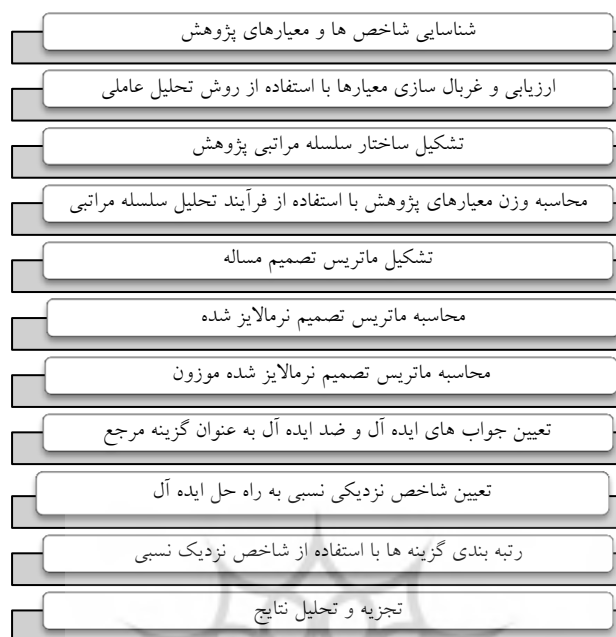 شناسایی شاخص ها و معیارهای پژوهش
ارزیابی و غربال سازی معیارها با استفاده از روش تحلیل عاملی
تشکیل ساختار سلسله مراتبی پژوهش
محاسبه وزن معیارهای پژوهش با استفاده از فرآیند تحلیل سلسله مراتبی
تشکیل ماتریس تصمیم مساله
محاسبه ماتریس تصمیم نرمالایز شده
محاسبه ماتریس تصمیم نرمالایز شده موزون
تعیین جواب های ایده آل و ضد ایده آل به عنوان گزینه مرجع
تعیین شاخص نزدیکی نسبی به راه حل ایده آل
رتبه بندی گزینه ها با استفاده از شاخص نزدیک نسبی
تجزیه و تحلیل نتایج